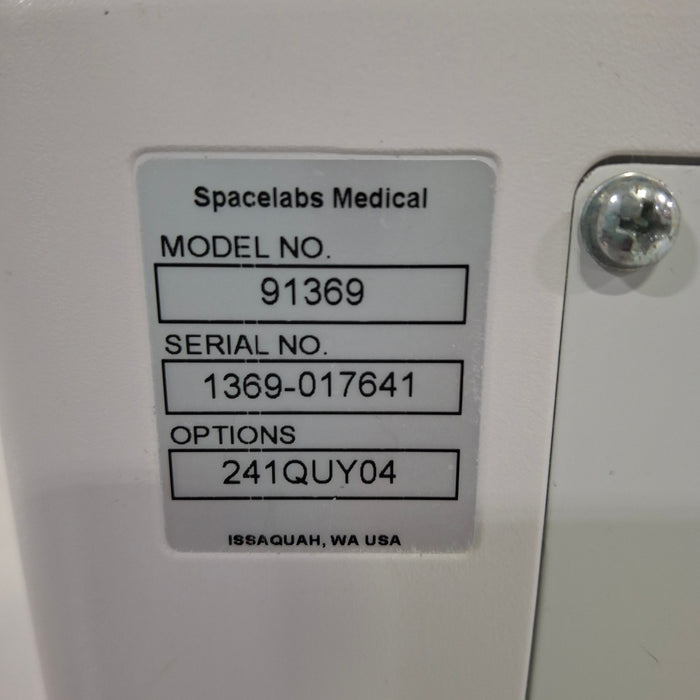 Spacelabs Medical
MODEL NO.
91369
SERIAL NO.
1369-017641
OPTIONS
241QUY04
ISSAQUAH, WA USA